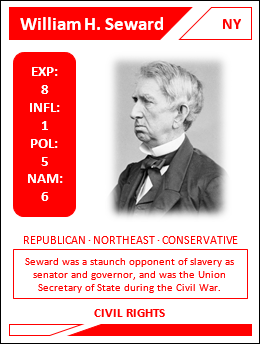 William H. Seward
NY
EXP:
8
INFL:
1
POL:
5
NAM:
6
REPUBLICAN · NORTHEAST · CONSERVATIVE
Seward was a staunch opponent of slavery as
senator and governor, and was the Union
Secretary of State during the Civil War.
CIVIL RIGHTS